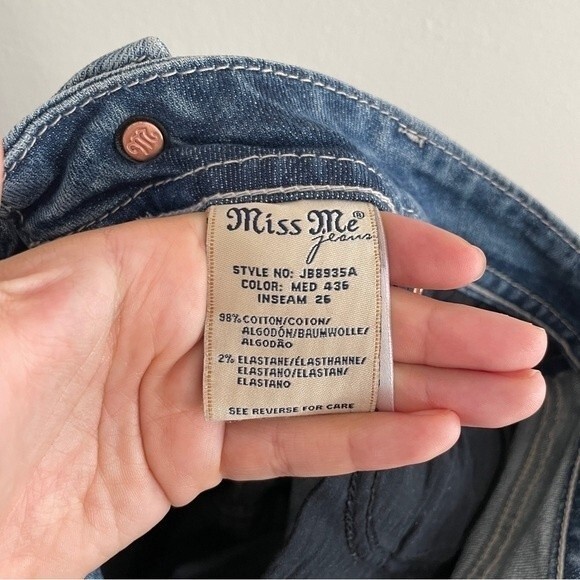 M
Miss Me®
jeans
STYLE NO: JB8935A
COLOR: MED 436
INSEAM 26
98% COTTON/COTON/
ALGODÓN/BAUMWOLLE/
ALGODÃO
2% ELASTANE/ÉLASTHANNE/
ELASTANO/ELASTAN/
ELASTANO
SEE REVERSE FOR CARE